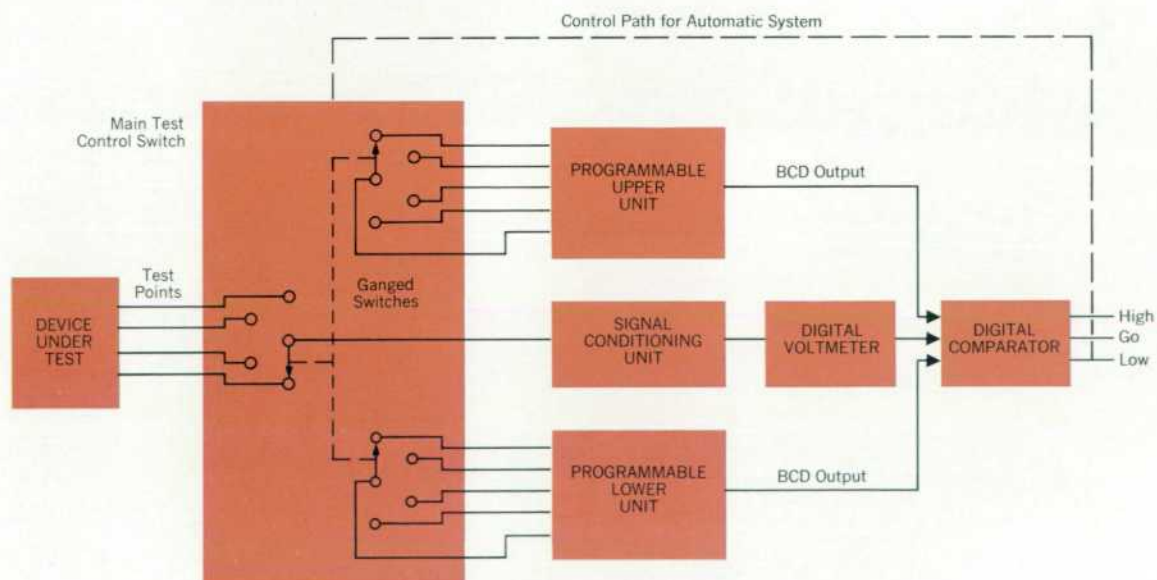 Control Path for Automatic System
Main Test
Control Switch
PROGRAMMABLE
UPPER
UNIT
BCD Output
Test
Points
Ganged
Switches
DEVICE
UNDER
TEST
SIGNAL
CONDITIONING
UNIT
DIGITAL
VOLTMETER
DIGITAL
COMPARATOR
High
Go
Low
PROGRAMMABLE
LOWER
UNIT
BCD Output